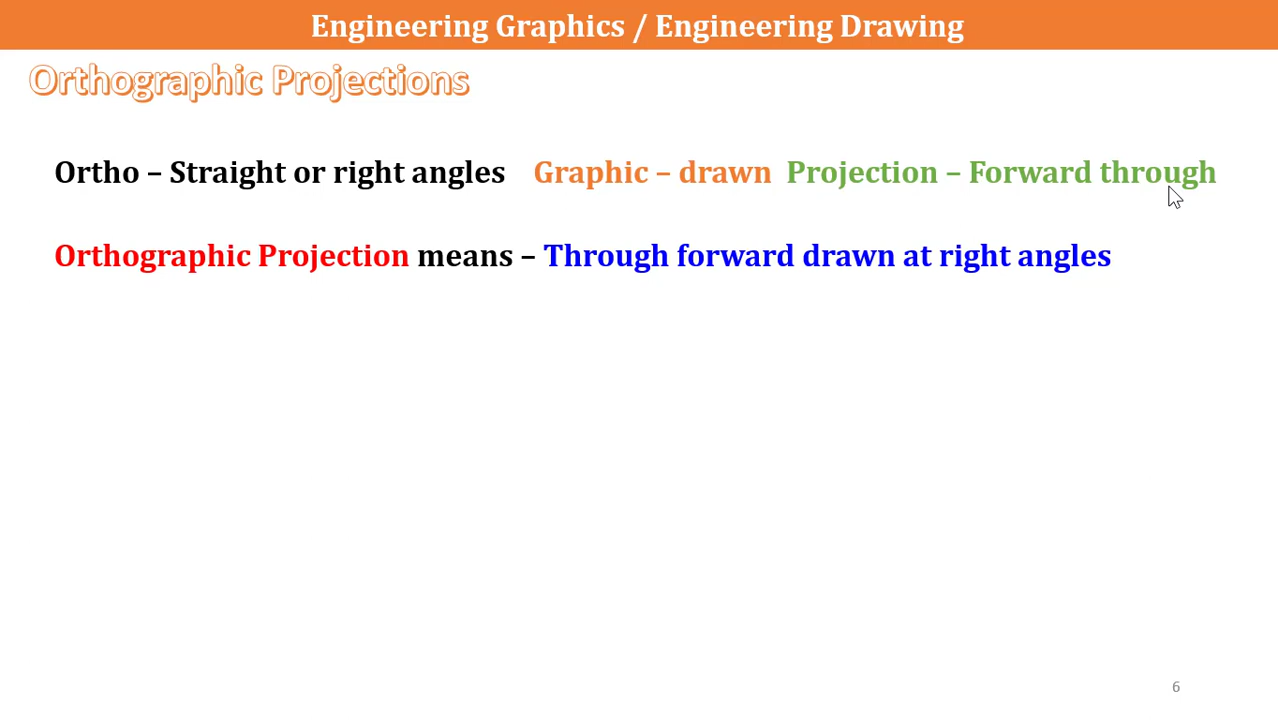 Engineering Graphics / Engineering Drawing
Orthographic Projections
Ortho – Straight or right angles Graphic – drawn Projection – Forward through
Orthographic Projection means – Through forward drawn at right angles
6